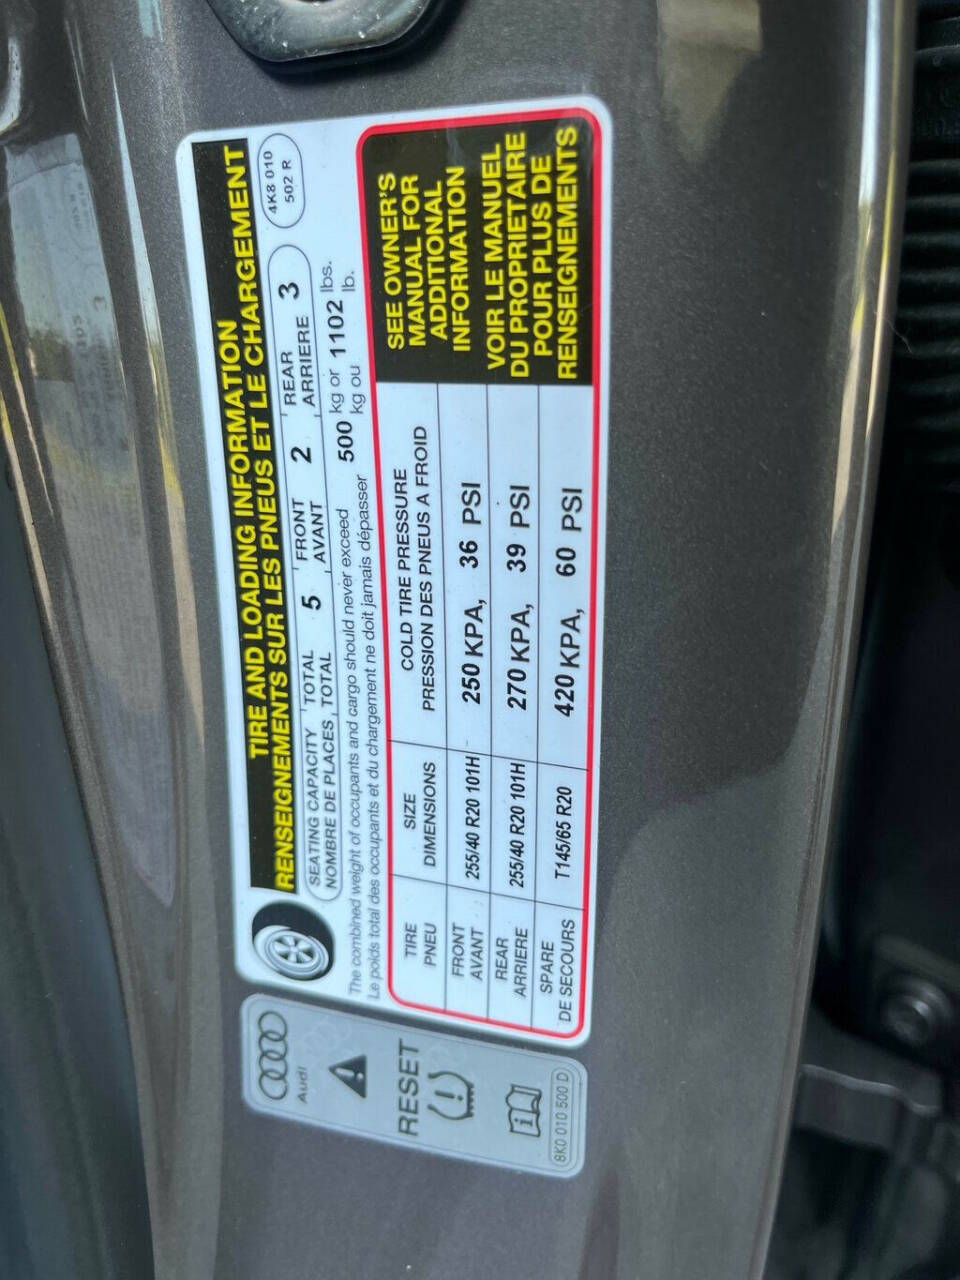 TIRE AND LOADING INFORMATION
RENSEIGNEMENTS SUR LES PNEUS ET LE CHARGEMENT
SEATING CAPACITY TOTAL 5 FRONT 2 REAR 3
NOMBRE DE PLACES TOTAL AVANT ARRIERE
4K8 010
502 R
The combined weight of occupants and cargo should never exceed 500 kg or 1102 lbs.
Le poids total des occupants et du chargement ne doit jamais dépasser kg ou lb.
TIRE SIZE COLD TIRE PRESSURE
PNEU DIMENSIONS PRESSION DES PNEUS A FROID
FRONT 255/40 R20 101H 250 KPA, 36 PSI
AVANT
REAR 255/40 R20 101H 270 KPA, 39 PSI
ARRIERE
SPARE T145/65 R20 420 KPA, 60 PSI
DE SECOURS
SEE OWNER'S
MANUAL FOR
ADDITIONAL
INFORMATION
VOIR LE MANUEL
DU PROPRIETAIRE
POUR PLUS DE
RENSEIGNEMENTS
Audi
RESET
8K0 010 500 D